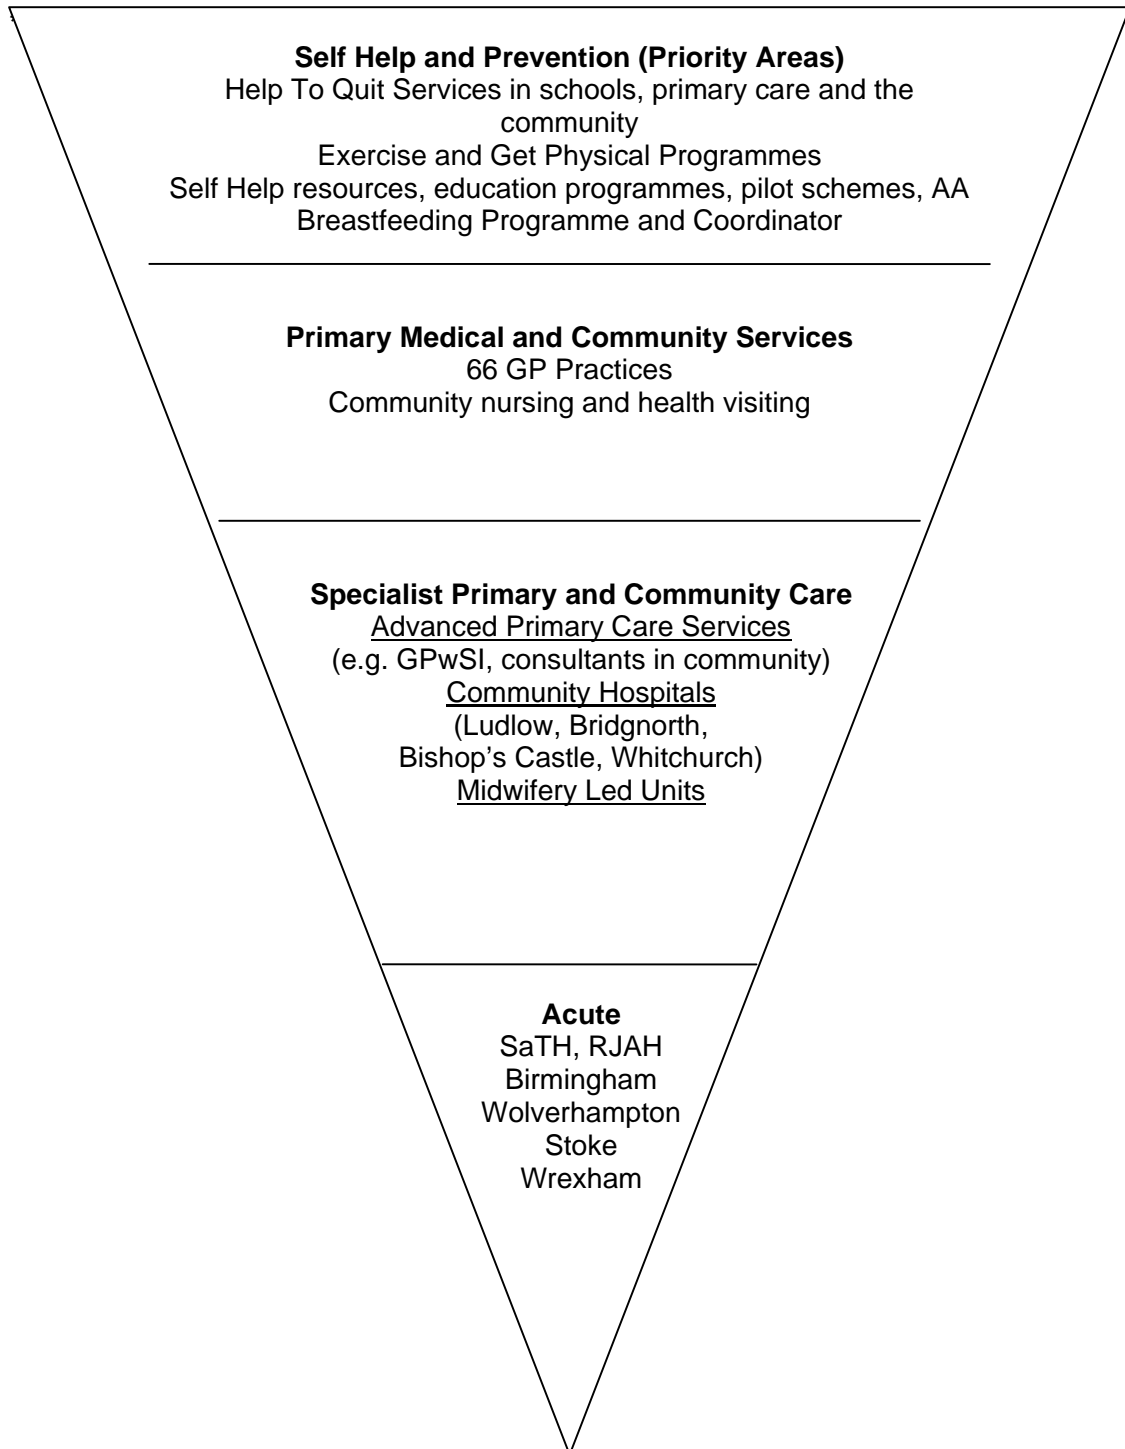 Self Help and Prevention (Priority Areas)
Help To Quit Services in schools, primary care and the
community
Exercise and Get Physical Programmes
Self Help resources, education programmes, pilot schemes, AA
Breastfeeding Programme and Coordinator
Primary Medical and Community Services
66 GP Practices
Community nursing and health visiting
Specialist Primary and Community Care
Advanced Primary Care Services
(e.g. GPwSI, consultants in community)
Community Hospitals
(Ludlow, Bridgnorth,
Bishop’s Castle, Whitchurch)
Midwifery Led Units
Acute
SaTH, RJAH
Birmingham
Wolverhampton
Stoke
Wrexham